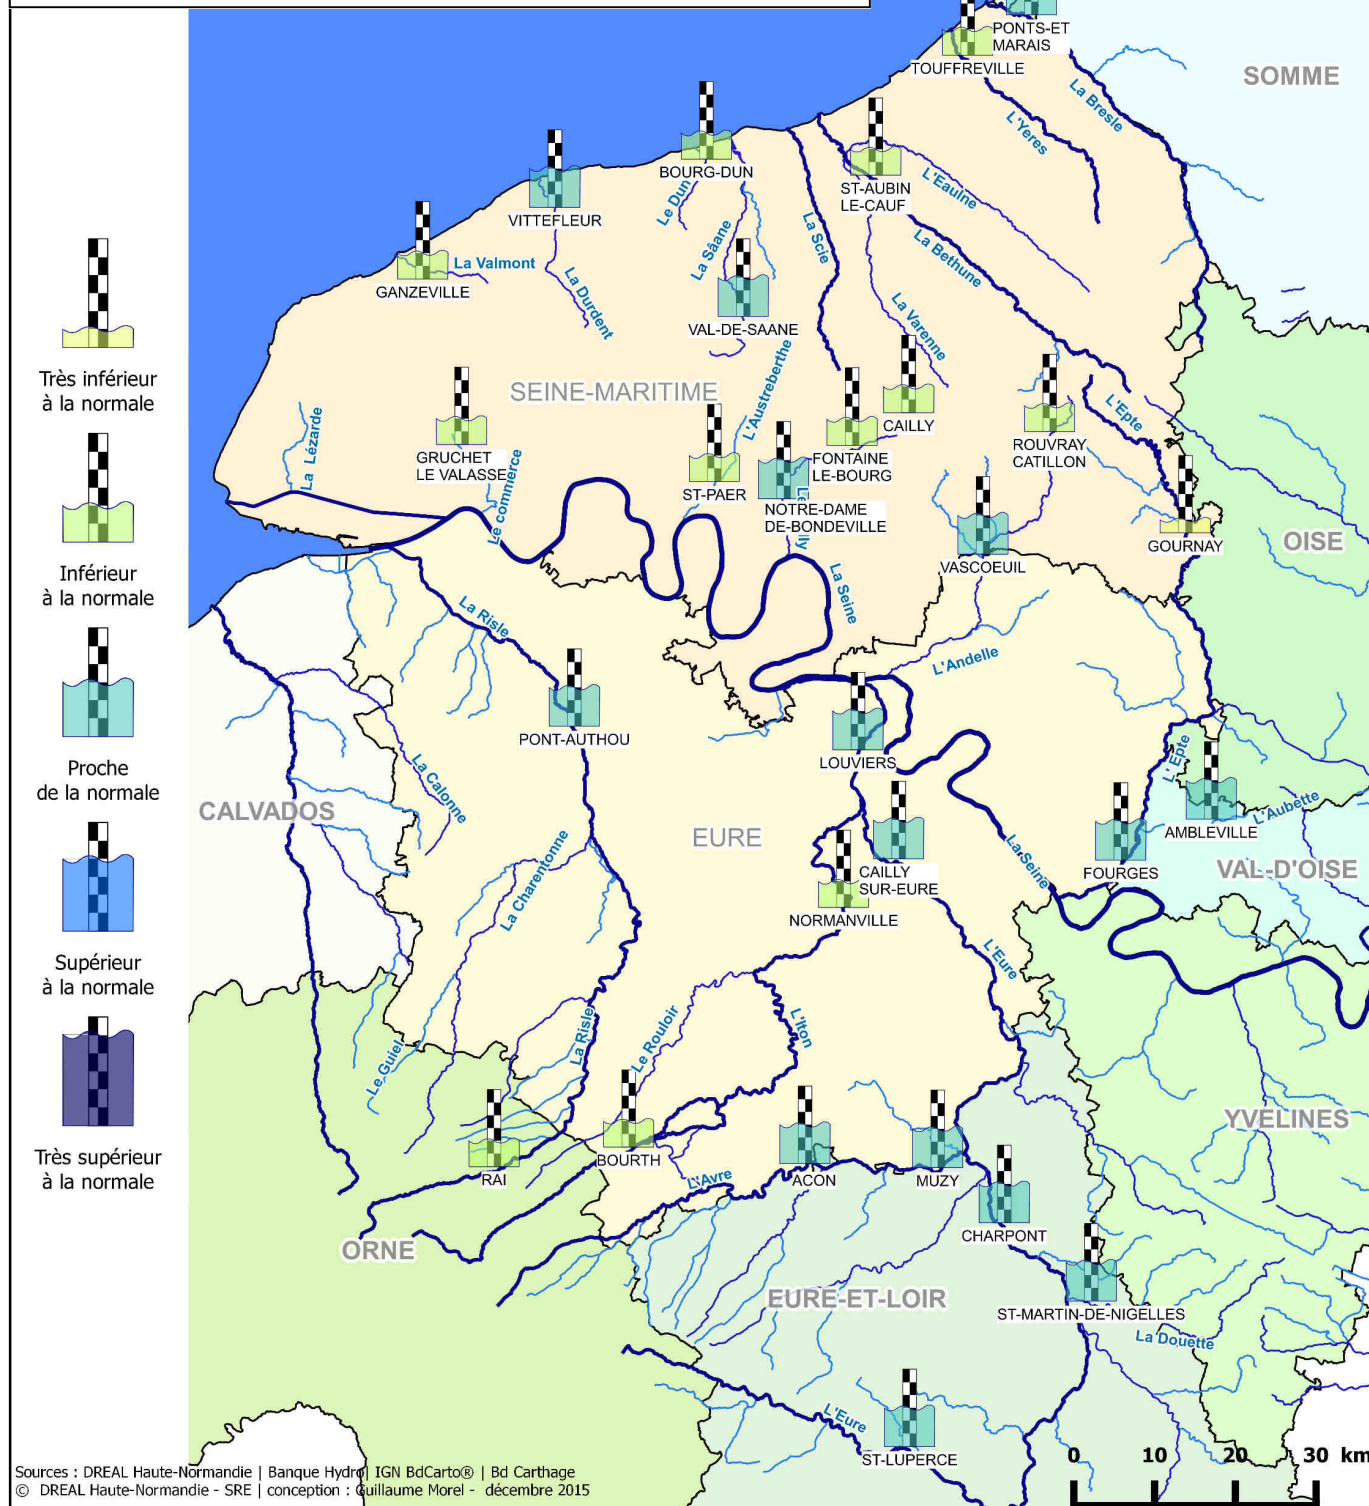 PONTS-ET
MARAIS
TOUFFREVILLE
SOMME
La Bresle
L'Yeres
BOURG-DUN
ST-AUBIN
LE-CAUF
L'Eaulne
VITTEFLEUR
Le Dun
La Sâane
La Scie
La Bethune
La Valmont
GANZEVILLE
La Durdent
VAL-DE-SAANE
La Varenne
Très inférieur
à la normale
SEINE-MARITIME
L'Austreberthe
CAILLY
L'Epte
La Lézarde
GRUCHET
LE VALASSE
FONTAINE
LE-BOURG
ROUVRAY
CATILLON
ST-PAER
Le commerce
NOTRE-DAME
DE-BONDEVILLE
GOURNAY
OISE
VASCOEUIL
Inférieur
à la normale
La Seine
La Risle
L'Andelle
PONT-AUTHOU
LOUVIERS
L'Epte
Proche
de la normale
La Calonne
CALVADOS
EURE
L'Aubette
AMBLEVILLE
La Seine
FOURGES
VAL-D'OISE
CAILLY
SUR-EURE
La Charentonne
NORMANVILLE
L'Eure
Supérieur
à la normale
La Risler
Le Rouloir
L'Iton
Le Guiel
YVELINES
Très supérieur
à la normale
RAI
BOURTH
L'Avre
ACON
MUZY
CHARPONT
ORNE
EURE-ET-LOIR
ST-MARTIN-DE-NIGELLES
La Douette
L'Eure
ST-LUPERCE
0 10 20 30 km
Sources : DREAL Haute-Normandie | Banque Hydro| IGN BdCarto® | Bd Carthage
© DREAL Haute-Normandie - SRE | conception : Guillaume Morel - décembre 2015